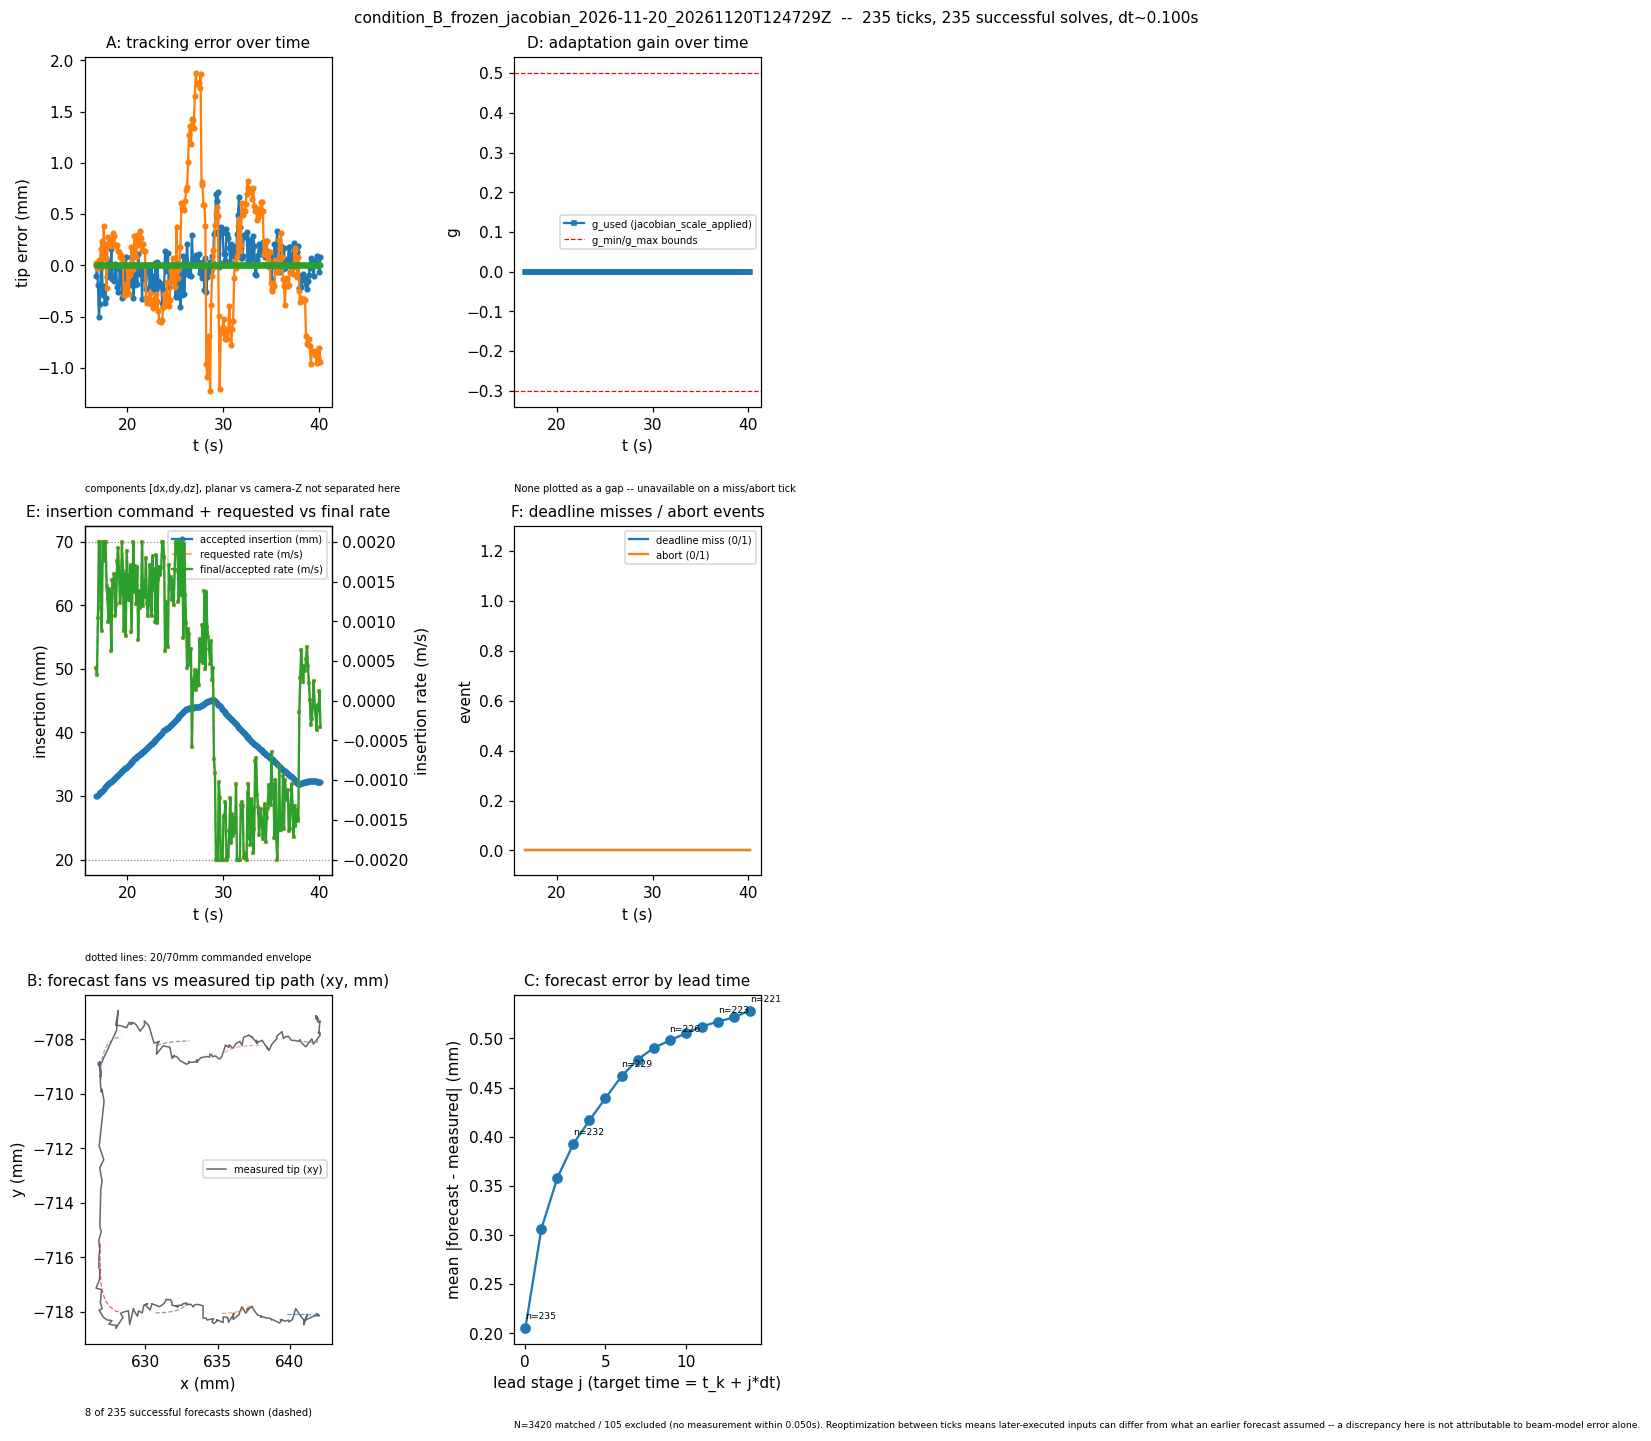 condition_B_frozen_jacobian_2026-11-20_20261120T124729Z  --  235 ticks, 235 successful solves, dt~0.100s
A: tracking error over time
2.0
1.5
1.0
0.5
0.0
−0.5
−1.0
tip error (mm)
20
30
40
t (s)
components [dx,dy,dz], planar vs camera-Z not separated here
D: adaptation gain over time
0.5
0.4
0.3
0.2
0.1
0.0
−0.1
−0.2
−0.3
g
g_used (jacobian_scale_applied)
g_min/g_max bounds
20
30
40
t (s)
None plotted as a gap -- unavailable on a miss/abort tick
E: insertion command + requested vs final rate
70
60
50
40
30
20
insertion (mm)
accepted insertion (mm)
requested rate (m/s)
final/accepted rate (m/s)
0.0020
0.0015
0.0010
0.0005
0.0000
−0.0005
−0.0010
−0.0015
−0.0020
insertion rate (m/s)
20
30
40
t (s)
dotted lines: 20/70mm commanded envelope
F: deadline misses / abort events
1.2
1.0
0.8
0.6
0.4
0.2
0.0
event
deadline miss (0/1)
abort (0/1)
20
30
40
t (s)
B: forecast fans vs measured tip path (xy, mm)
−708
−710
−712
−714
−716
−718
y (mm)
measured tip (xy)
630
635
640
x (mm)
8 of 235 successful forecasts shown (dashed)
C: forecast error by lead time
0.50
0.45
0.40
0.35
0.30
0.25
0.20
mean |forecast - measured| (mm)
n=235
n=232
n=229
n=226
n=223
n=221
0
5
10
lead stage j (target time = t_k + j*dt)
N=3420 matched / 105 excluded (no measurement within 0.050s). Reoptimization between ticks means later-executed inputs can differ from what an earlier forecast assumed -- a discrepancy here is not attributable to beam-model error alone.